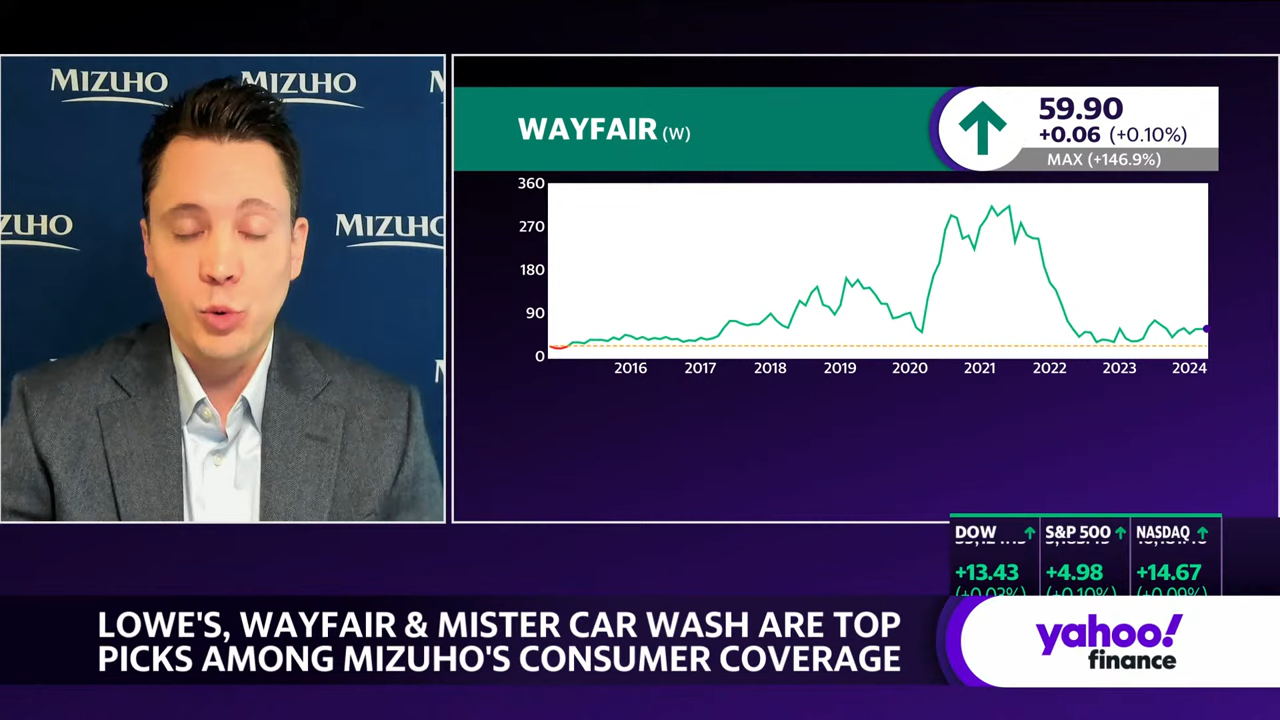 MIZUHO
MIZUHO
ZUHO
MIZUHO
WAYFAIR (W)
59.90
+0.06 (+0.10%)
MAX (+146.9%)
360
270
180
90
0
2016 2017 2018 2019 2020 2021 2022 2023 2024
DOW S&P 500 NASDAQ
+13.43 +4.98 +14.67
LOWE'S, WAYFAIR & MISTER CAR WASH ARE TOP
PICKS AMONG MIZUHO'S CONSUMER COVERAGE
yahoo!
finance